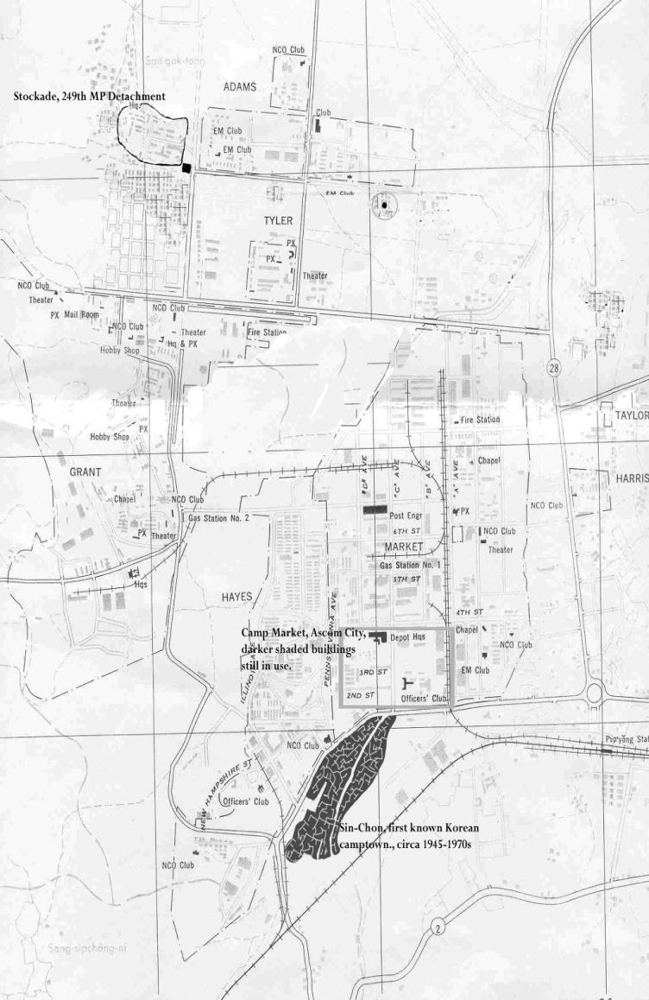 NCO Club
San gak-tong
ADAMS
Stockade, 249th MP Detachment
Hq
Club
EM Club
EM Club
EM Club
TYLER
PX
PX
Theater
NCO Club
Theater
PX Mail Room
NCO Club
NCO Club
Theater
Hq & PX
Fire Station
Hobby Shop
28
Theater
PX
Hobby Shop
Fire Station
TAYLOR
GRANT
"D" AVE
"C" AVE
"B" AVE
"A" AVE
Chapel
HARRIS
Chapel
NCO Club
NCO Club
Gas Station No. 2
Post Engr
PX
PX
Theater
6TH ST
NCO Club
MARKET
Theater
Gas Station No. 1
5TH ST
Hqs
HAYES
PENNSYLVANIA AVE
4TH ST
Camp Market, Ascom City,
darker shaded buildings
still in use.
Depot Hqs
Chapel
NCO Club
ILLINOIS AVE
3RD ST
EM Club
2ND ST
Officers' Club
NCO Club
Pup'yŏng Stat
NEW HAMPSHIRE ST
Officers' Club
Sin-Chon, first known Korean
camptown., circa 1945-1970s
NCO Club
2
Sang-sipchŏng-ni